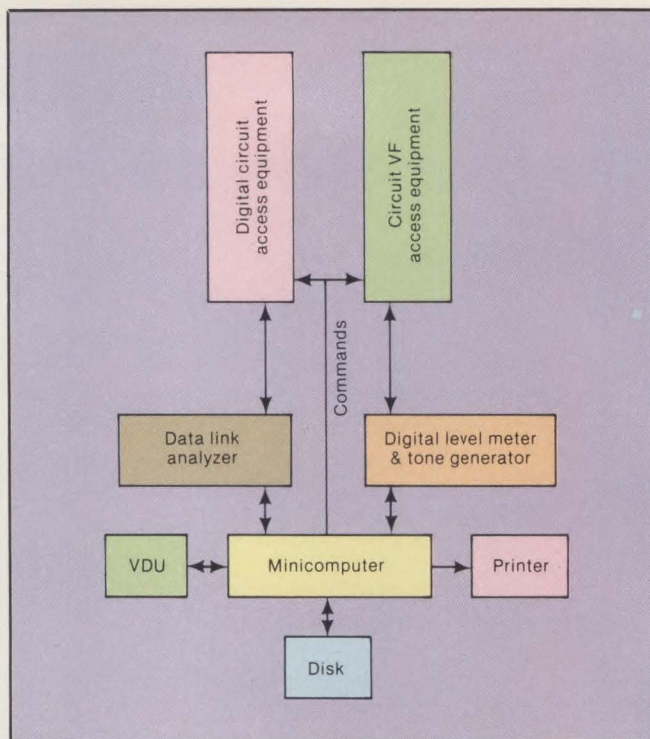 Digital circuit
access equipment
Circuit VF
access equipment
Commands
Data link
analyzer
Digital level meter
& tone generator
VDU
Minicomputer
Printer
Disk